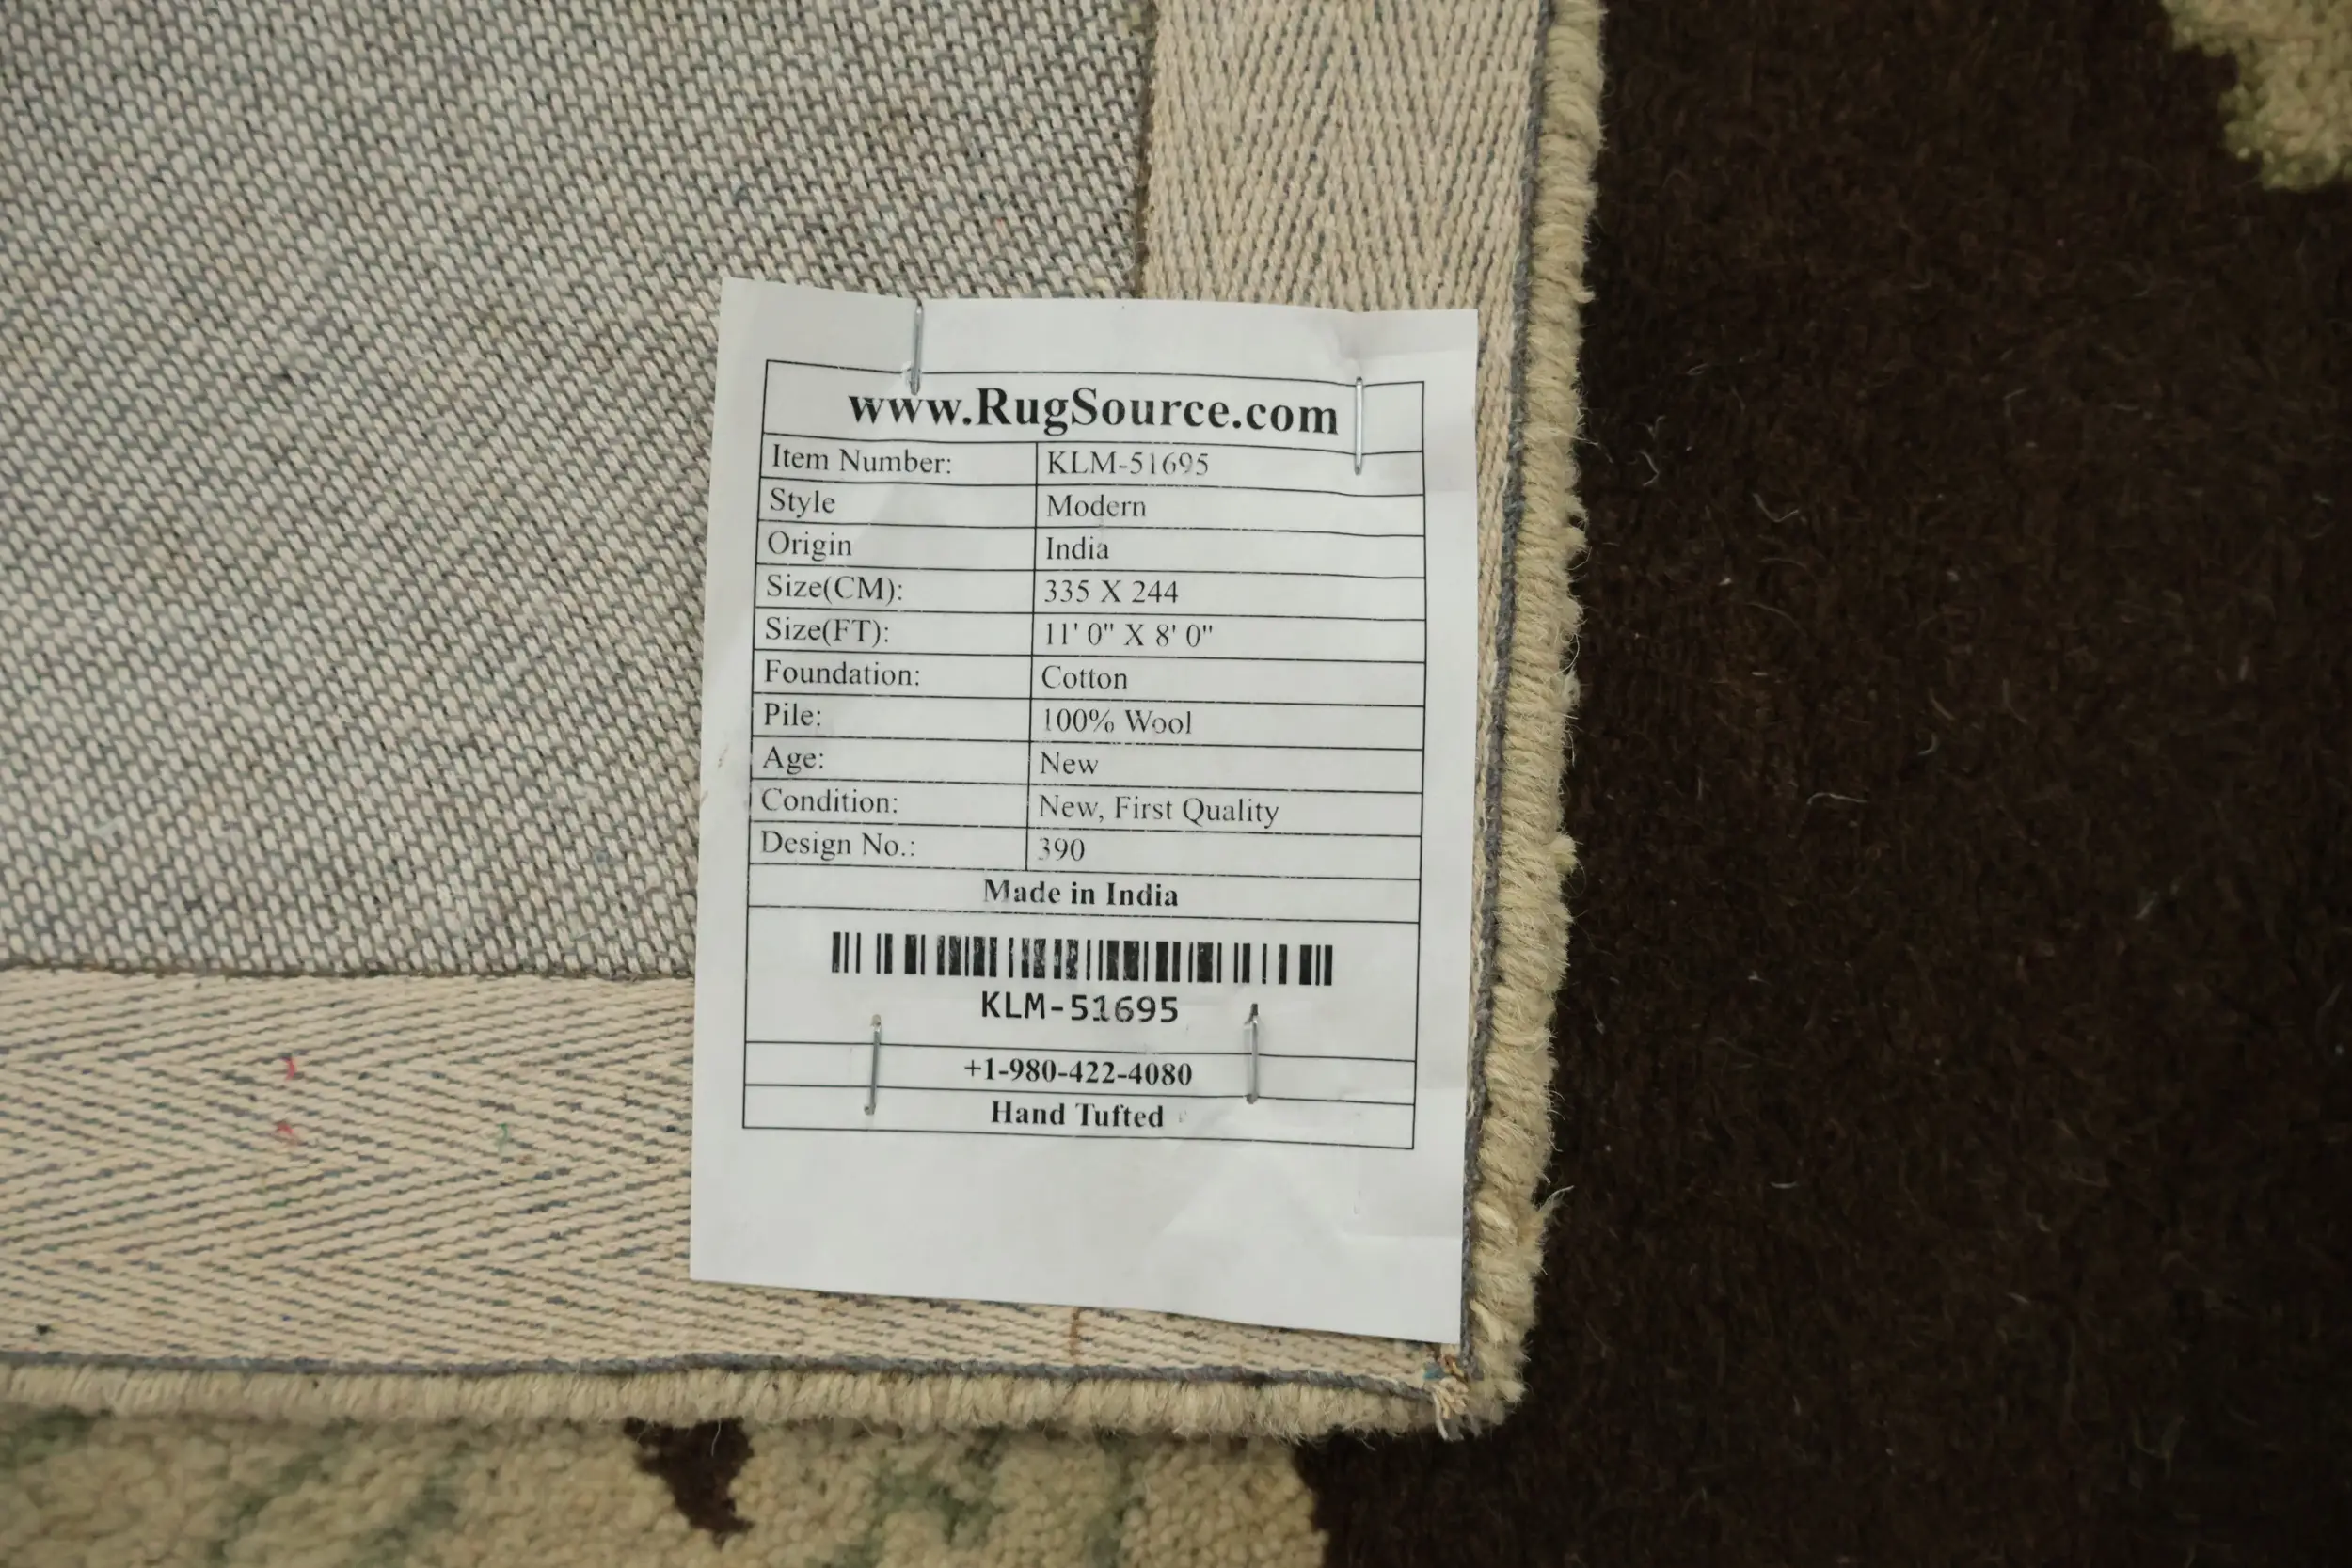 www.RugSource.com
Item Number: KLM-51695
Style Modern
Origin India
Size(CM): 335 X 244
Size(FT): 11' 0" X 8' 0"
Foundation: Cotton
Pile: 100% Wool
Age: New
Condition: New, First Quality
Design No.: 390
Made in India
KLM-51695
+1-980-422-4080
Hand Tufted